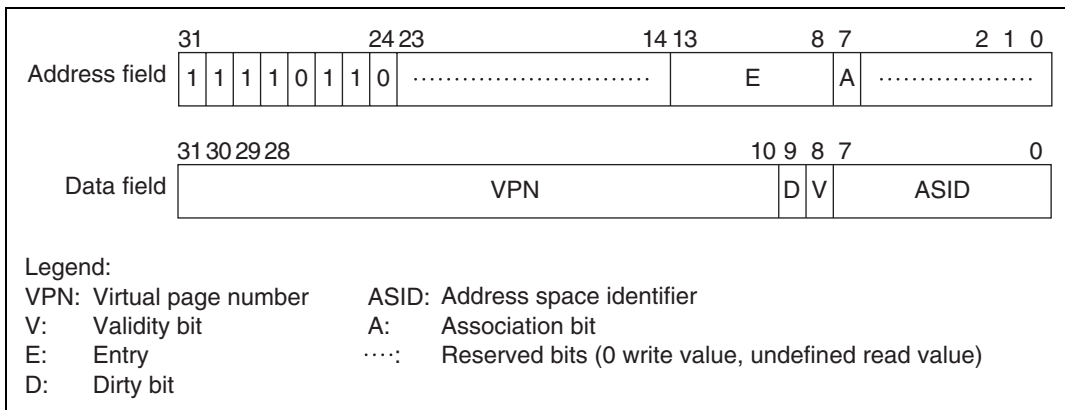 31 24 23 14 13 8 7 2 1 0
Address field 1 1 1 1 0 1 1 0 ............................. E A ...................
31 30 29 28 10 9 8 7 0
Data field VPN D V ASID
Legend:
VPN: Virtual page number ASID: Address space identifier
V: Validity bit A: Association bit
E: Entry ····: Reserved bits (0 write value, undefined read value)
D: Dirty bit